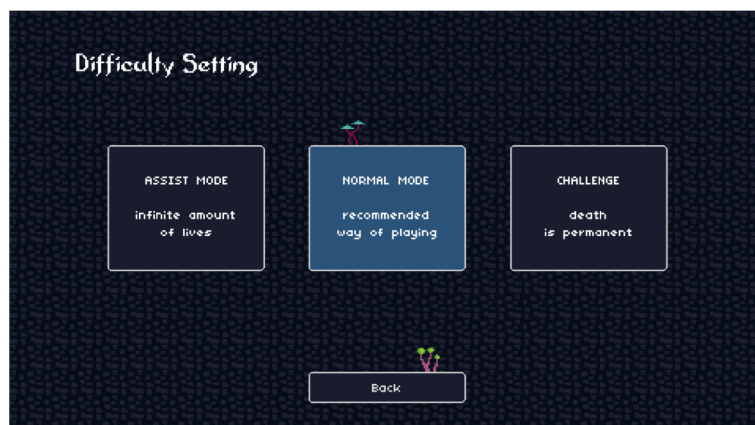 Difficulty Setting
ASSIST MODE
infinite amount
of lives
NORMAL MODE
recommended
way of playing
CHALLENGE
death
is permanent
Back